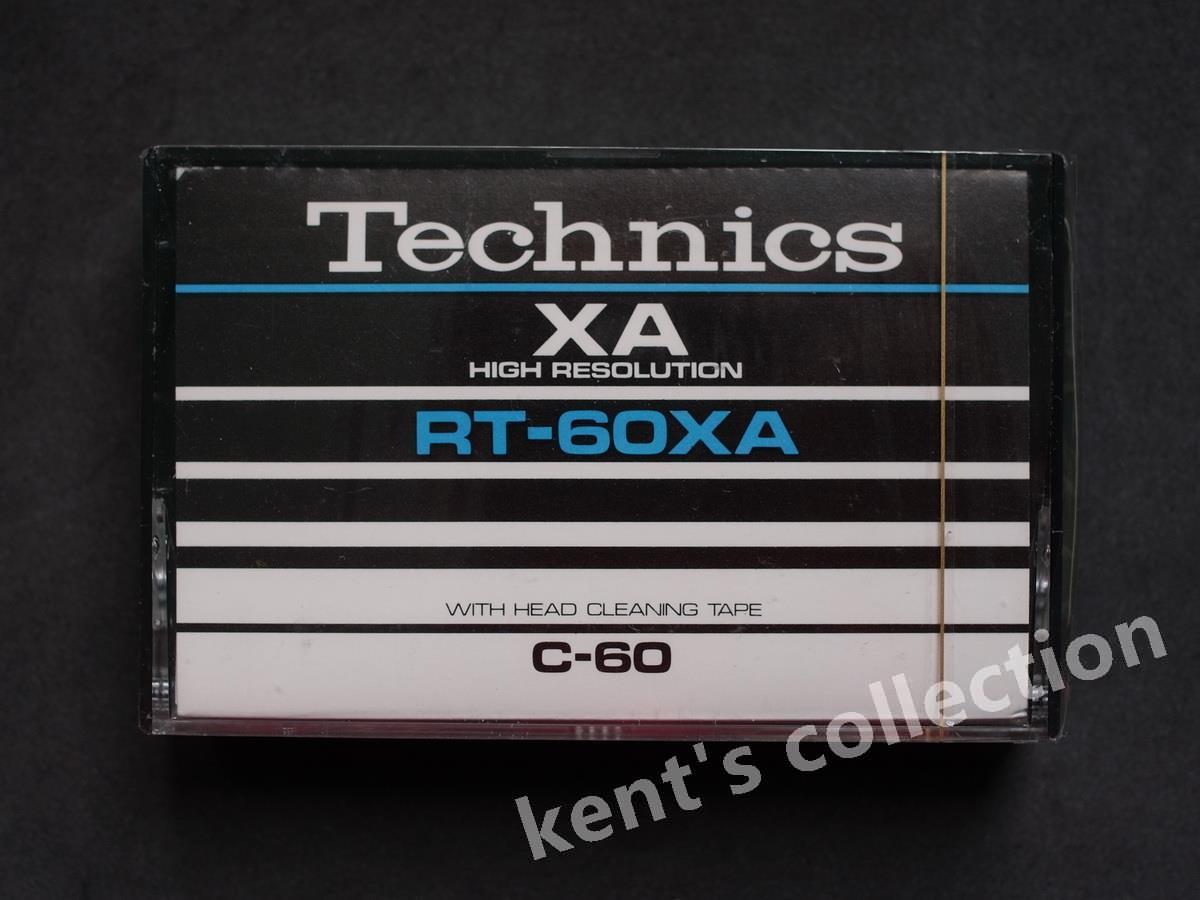 Technics
XA
HIGH RESOLUTION
RT-60XA
WITH HEAD CLEANING TAPE
C-60
kent's collection